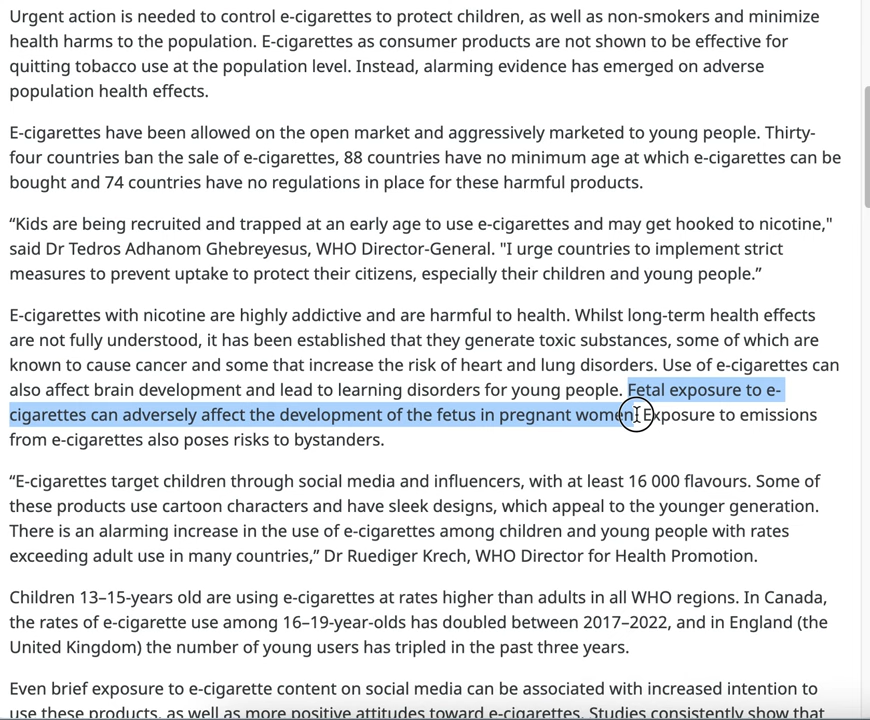 Urgent action is needed to control e-cigarettes to protect children, as well as non-smokers and minimize
health harms to the population. E-cigarettes as consumer products are not shown to be effective for
quitting tobacco use at the population level. Instead, alarming evidence has emerged on adverse
population health effects.
E-cigarettes have been allowed on the open market and aggressively marketed to young people. Thirty-
four countries ban the sale of e-cigarettes, 88 countries have no minimum age at which e-cigarettes can be
bought and 74 countries have no regulations in place for these harmful products.
“Kids are being recruited and trapped at an early age to use e-cigarettes and may get hooked to nicotine,"
said Dr Tedros Adhanom Ghebreyesus, WHO Director-General. "I urge countries to implement strict
measures to prevent uptake to protect their citizens, especially their children and young people.”
E-cigarettes with nicotine are highly addictive and are harmful to health. Whilst long-term health effects
are not fully understood, it has been established that they generate toxic substances, some of which are
known to cause cancer and some that increase the risk of heart and lung disorders. Use of e-cigarettes can
also affect brain development and lead to learning disorders for young people. Fetal exposure to e-
cigarettes can adversely affect the development of the fetus in pregnant women. Exposure to emissions
from e-cigarettes also poses risks to bystanders.
“E-cigarettes target children through social media and influencers, with at least 16 000 flavours. Some of
these products use cartoon characters and have sleek designs, which appeal to the younger generation.
There is an alarming increase in the use of e-cigarettes among children and young people with rates
exceeding adult use in many countries,” Dr Ruediger Krech, WHO Director for Health Promotion.
Children 13–15-years old are using e-cigarettes at rates higher than adults in all WHO regions. In Canada,
the rates of e-cigarette use among 16–19-year-olds has doubled between 2017–2022, and in England (the
United Kingdom) the number of young users has tripled in the past three years.
Even brief exposure to e-cigarette content on social media can be associated with increased intention to
use these products, as well as more positive attitudes toward e-cigarettes. Studies consistently show that